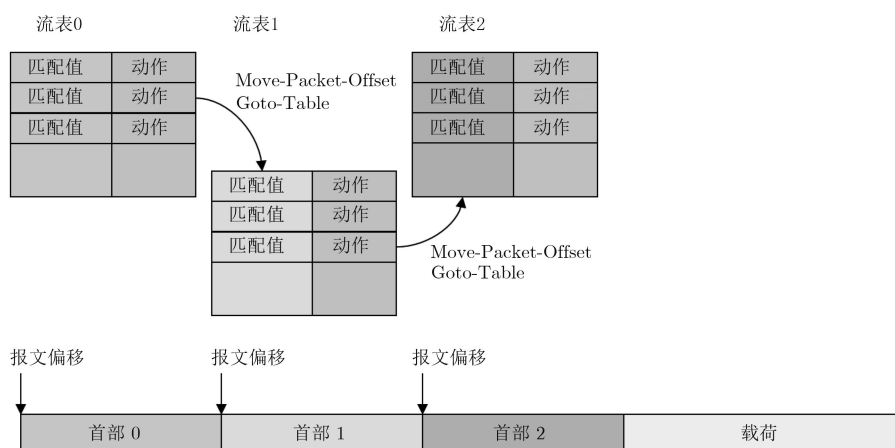 流表0 流表1 流表2
匹配值 动作
匹配值 动作
匹配值 动作
Move-Packet-Offset
Goto-Table
匹配值 动作
匹配值 动作
匹配值 动作
匹配值 动作
匹配值 动作
匹配值 动作
Move-Packet-Offset
Goto-Table
报文偏移 报文偏移 报文偏移
首部 0 首部 1 首部 2 载荷